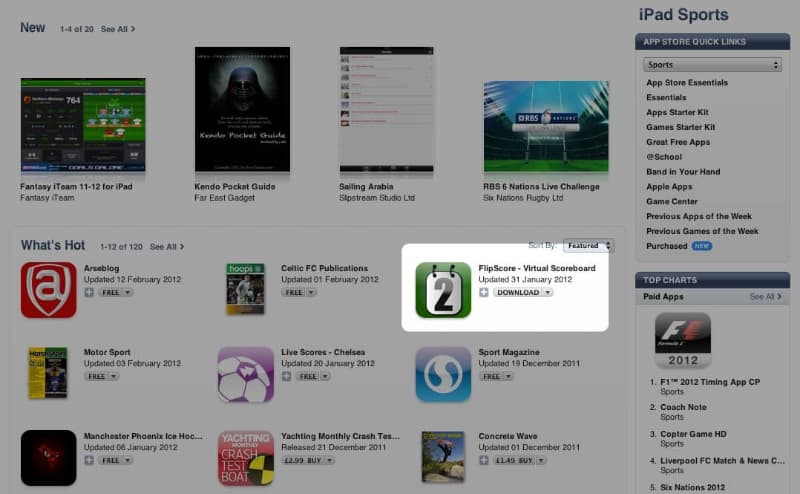 New 1-4 of 20 See All >
Fantasy iTeam 11-12 for iPad
Fantasy iTeam
Kendo Pocket Guide
Kendo Pocket Guide
Far East Gadget
Sailing Arabia
Slipstream Studio Ltd
RBS 6 NATIONS
RBS 6 Nations Live Challenge
Six Nations Rugby Ltd
What's Hot 1-12 of 120 See All >
Sort By: Featured
Arseblog
Updated 12 February 2012
FREE
hoops
Celtic FC Publications
Updated 01 February 2012
FREE
2
FlipScore - Virtual Scoreboard
Updated 31 January 2012
DOWNLOAD
Motor Sport
Updated 03 February 2012
FREE
Live Scores - Chelsea
Updated 20 January 2012
FREE
Sport Magazine
Updated 19 December 2011
FREE
Manchester Phoenix Ice Hoc...
Updated 06 January 2012
FREE
YACHTING
MONTHLY
CRASH
TEST
BOAT
Yachting Monthly Crash Tes...
Released 21 December 2011
£2.99 BUY
Concrete Wave
Updated 01 December 2011
£1.49 BUY
iPad Sports
APP STORE QUICK LINKS
Sports
App Store Essentials
Essentials
Apps Starter Kit
Games Starter Kit
Great Free Apps
@School
Band in Your Hand
Apple Apps
Game Center
Previous Apps of the Week
Previous Games of the Week
Purchased NEW
TOP CHARTS
Paid Apps See All >
F1
Formula 1
2012
1. F1™ 2012 Timing App CP
Sports
2. Coach Note
Sports
3. Copter Game HD
Sports
4. Liverpool FC Match & News C...
Sports
5. Six Nations 2012